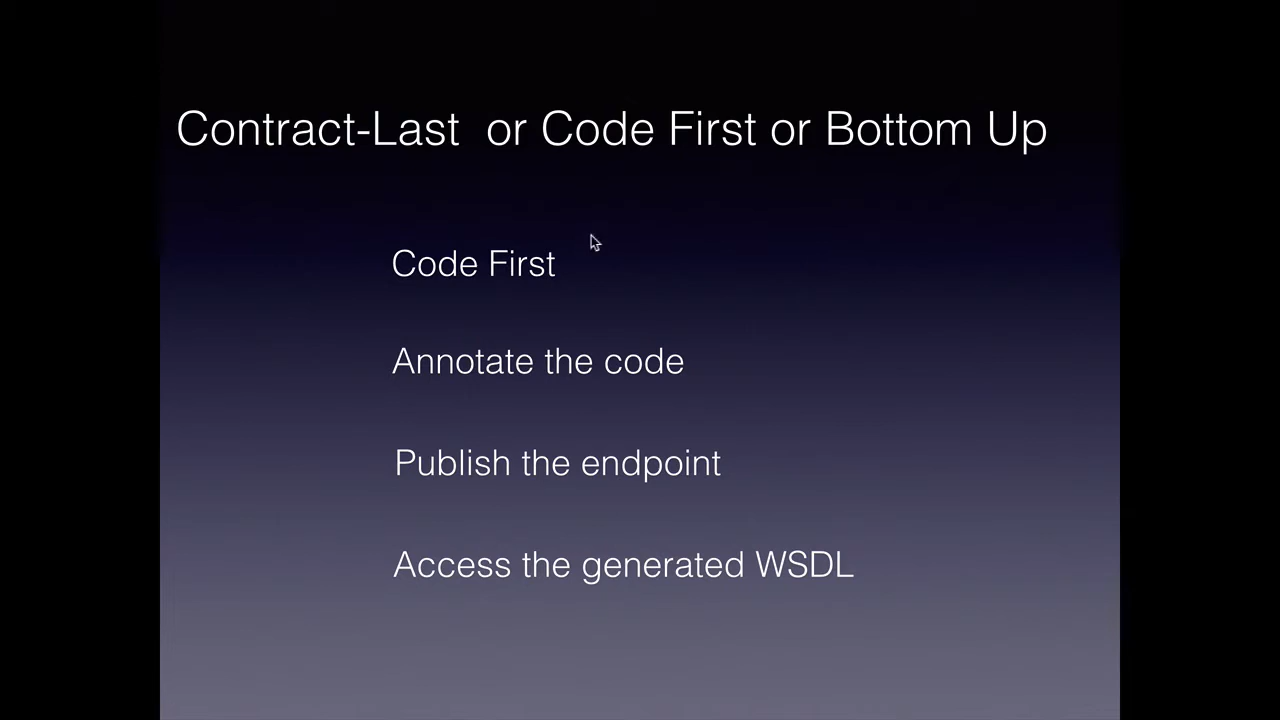 Contract-Last or Code First or Bottom Up
Code First
Annotate the code
Publish the endpoint
Access the generated WSDL